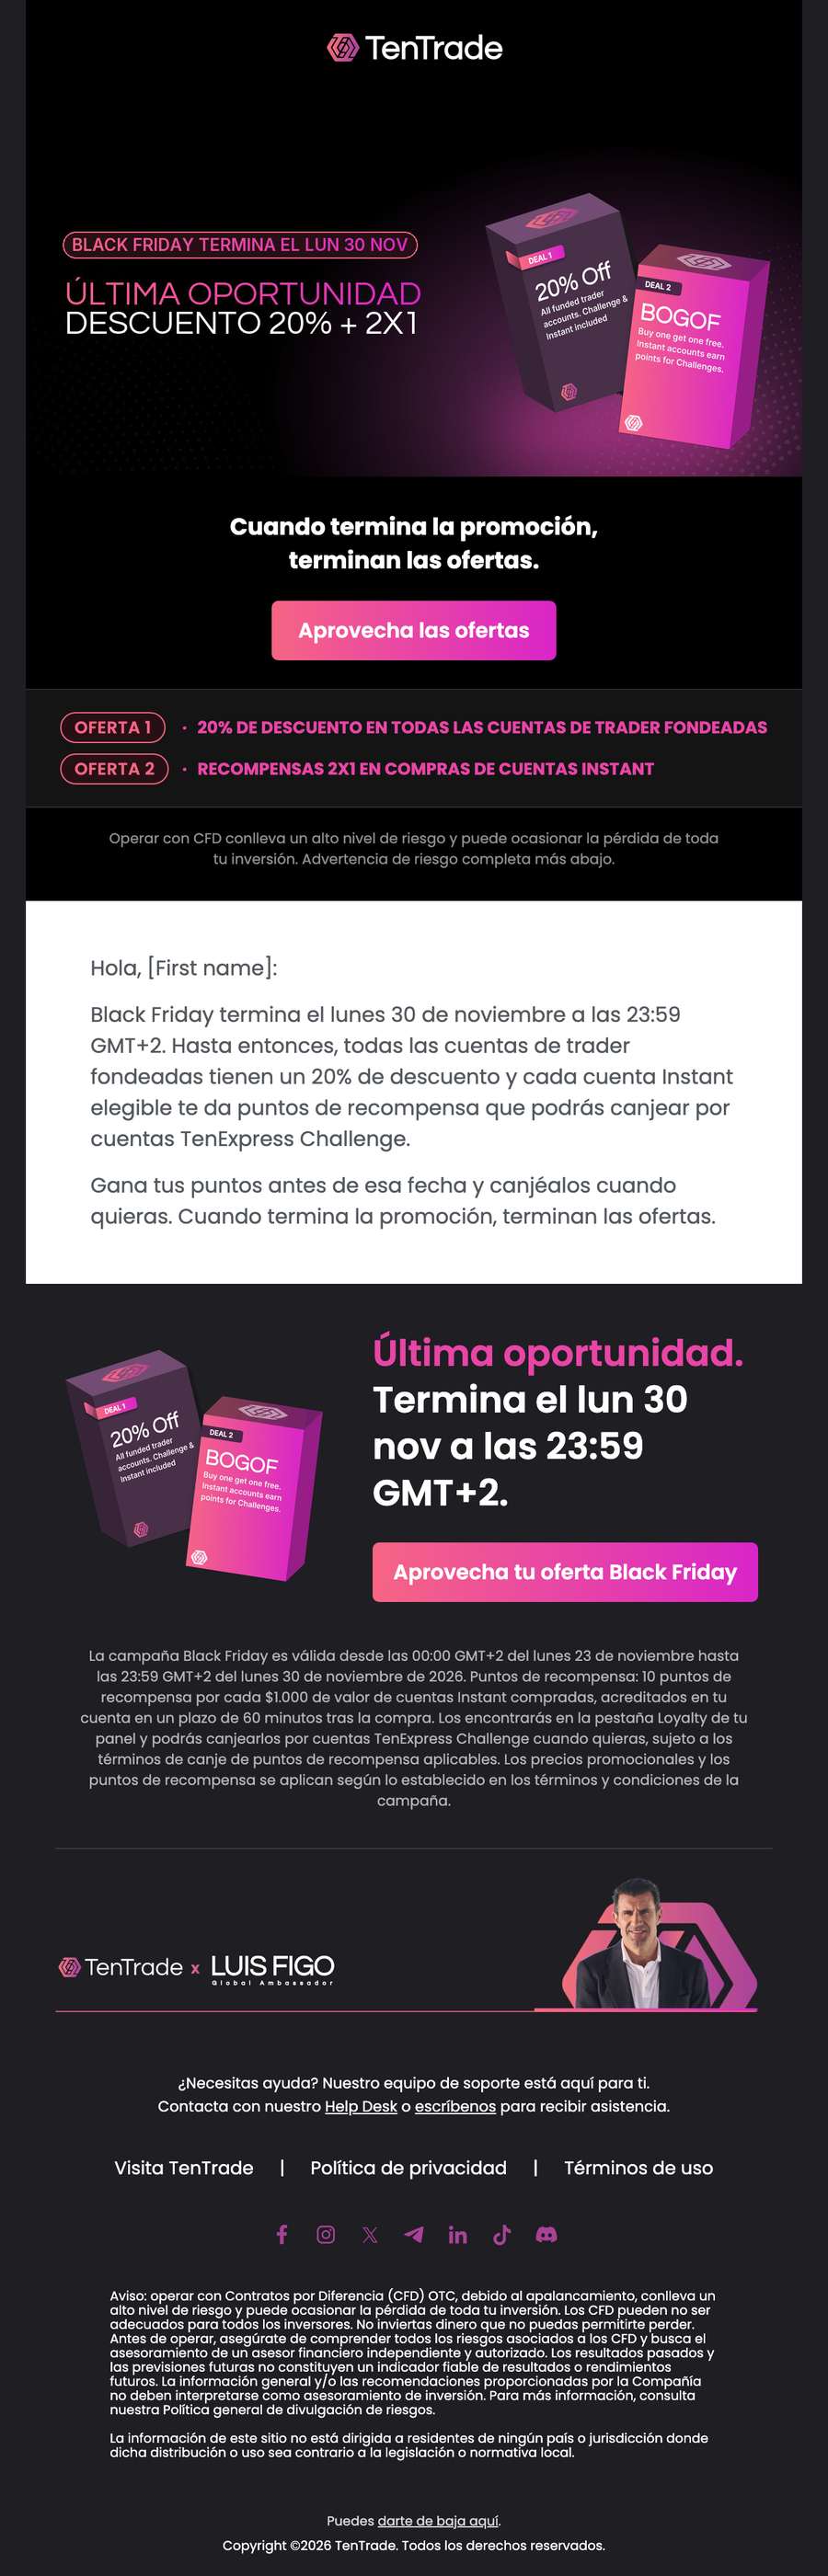 TenTrade
BLACK FRIDAY TERMINA EL LUN 30 NOV
ÚLTIMA OPORTUNIDAD
DESCUENTO 20% + 2X1
DEAL 1
20% Off
All funded trader
accounts. Challenge &
Instant included
DEAL 2
BOGOF
Buy one get one free.
Instant accounts earn
points for Challenges.
Cuando termina la promoción,
terminan las ofertas.
Aprovecha las ofertas
OFERTA 1 · 20% DE DESCUENTO EN TODAS LAS CUENTAS DE TRADER FONDEADAS
OFERTA 2 · RECOMPENSAS 2X1 EN COMPRAS DE CUENTAS INSTANT
Operar con CFD conlleva un alto nivel de riesgo y puede ocasionar la pérdida de toda
tu inversión. Advertencia de riesgo completa más abajo.
Hola, [First name]:
Black Friday termina el lunes 30 de noviembre a las 23:59
GMT+2. Hasta entonces, todas las cuentas de trader
fondeadas tienen un 20% de descuento y cada cuenta Instant
elegible te da puntos de recompensa que podrás canjear por
cuentas TenExpress Challenge.
Gana tus puntos antes de esa fecha y canjéalos cuando
quieras. Cuando termina la promoción, terminan las ofertas.
DEAL 1
20% Off
All funded trader
accounts. Challenge &
Instant included
DEAL 2
BOGOF
Buy one get one free.
Instant accounts earn
points for Challenges.
Última oportunidad.
Termina el lun 30
nov a las 23:59
GMT+2.
Aprovecha tu oferta Black Friday
La campaña Black Friday es válida desde las 00:00 GMT+2 del lunes 23 de noviembre hasta
las 23:59 GMT+2 del lunes 30 de noviembre de 2026. Puntos de recompensa: 10 puntos de
recompensa por cada $1.000 de valor de cuentas Instant compradas, acreditados en tu
cuenta en un plazo de 60 minutos tras la compra. Los encontrarás en la pestaña Loyalty de tu
panel y podrás canjearlos por cuentas TenExpress Challenge cuando quieras, sujeto a los
términos de canje de puntos de recompensa aplicables. Los precios promocionales y los
puntos de recompensa se aplican según lo establecido en los términos y condiciones de la
campaña.
TenTrade x LUIS FIGO
Global Ambassador
¿Necesitas ayuda? Nuestro equipo de soporte está aquí para ti.
Contacta con nuestro Help Desk o escríbenos para recibir asistencia.
Visita TenTrade | Política de privacidad | Términos de uso
Aviso: operar con Contratos por Diferencia (CFD) OTC, debido al apalancamiento, conlleva un
alto nivel de riesgo y puede ocasionar la pérdida de toda tu inversión. Los CFD pueden no ser
adecuados para todos los inversores. No inviertas dinero que no puedas permitirte perder.
Antes de operar, asegúrate de comprender todos los riesgos asociados a los CFD y busca el
asesoramiento de un asesor financiero independiente y autorizado. Los resultados pasados y
las previsiones futuras no constituyen un indicador fiable de resultados o rendimientos
futuros. La información general y/o las recomendaciones proporcionadas por la Compañía
no deben interpretarse como asesoramiento de inversión. Para más información, consulta
nuestra Política general de divulgación de riesgos.
La información de este sitio no está dirigida a residentes de ningún país o jurisdicción donde
dicha distribución o uso sea contrario a la legislación o normativa local.
Puedes darte de baja aquí.
Copyright ©2026 TenTrade. Todos los derechos reservados.